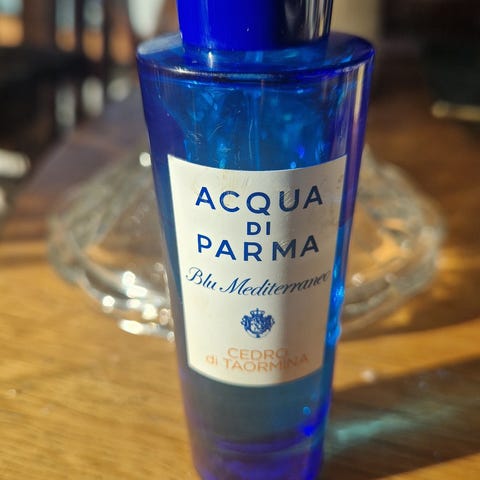 ACQUA
DI
PARMA
Blu Mediterraneo
CEDRO
di TAORMINA